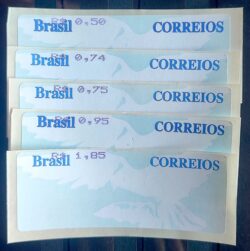 Brasil R$ 0,50 CORREIOS
Brasil R$ 0,74 CORREIOS
Brasil R$ 0,75 CORREIOS
Brasil R$ 0,95 CORREIOS
Brasil R$ 1,85 CORREIOS